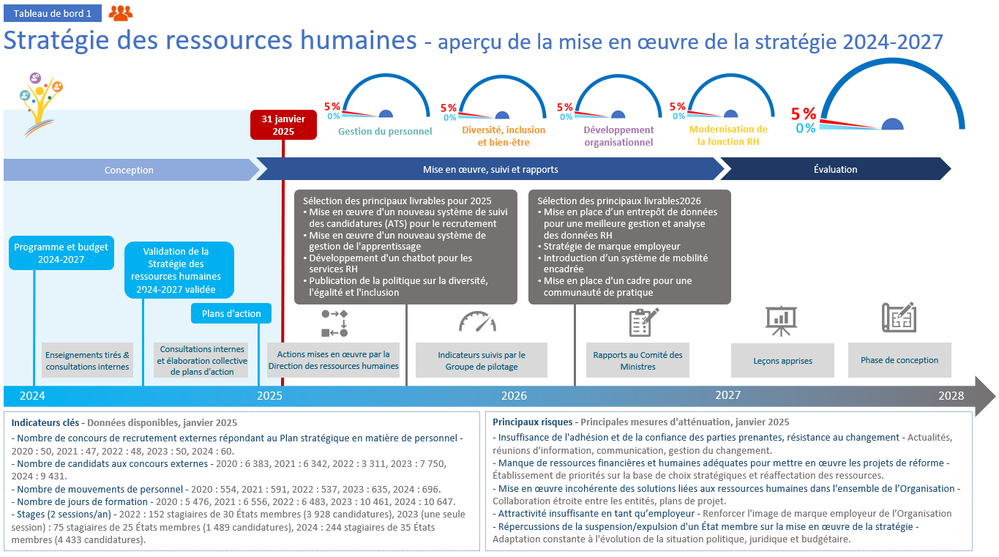 Tableau de bord 1
Stratégie des ressources humaines - aperçu de la mise en œuvre de la stratégie 2024-2027
31 janvier
2025
5 %
0%
Gestion du personnel
5 %
0%
Diversité, inclusion
et bien-être
5 %
0%
Développement
organisationnel
5 %
0%
Modernisation de
la fonction RH
5 %
0 %
Conception
Mise en œuvre, suivi et rapports
Évaluation
Programme et budget
2024-2027
Validation de la
Stratégie des
ressources humaines
2024-2027 validée
Plans d'action
Sélection des principaux livrables pour 2025
• Mise en œuvre d'un nouveau système de suivi
des candidatures (ATS) pour le recrutement
• Mise en œuvre d'un nouveau système de
gestion de l'apprentissage
• Développement d'un chatbot pour les
services RH
• Publication de la politique sur la diversité,
l'égalité et l'inclusion
Sélection des principaux livrables2026
• Mise en place d’un entrepôt de données
pour une meilleure gestion et analyse
des données RH
• Stratégie de marque employeur
• Introduction d’un système de mobilité
encadrée
• Mise en place d'un cadre pour une
communauté de pratique
Enseignements tirés &
consultations internes
Consultations internes
et élaboration collective
de plans d'action
Actions mises en œuvre par la
Direction des ressources humaines
Indicateurs suivis par le
Groupe de pilotage
Rapports au Comité des
Ministres
Leçons apprises
Phase de conception
2024
2025
2026
2027
2028
Indicateurs clés - Données disponibles, janvier 2025
- Nombre de concours de recrutement externes répondant au Plan stratégique en matière de personnel -
2020 : 50, 2021 : 47, 2022 : 48, 2023 : 50, 2024 : 60.
- Nombre de candidats aux concours externes - 2020 : 6 383, 2021 : 6 342, 2022 : 3 311, 2023 : 7 750,
2024 : 9 431.
- Nombre de mouvements de personnel - 2020 : 554, 2021 : 591, 2022 : 537, 2023 : 635, 2024 : 696.
- Nombre de jours de formation - 2020 : 5 476, 2021 : 6 556, 2022 : 6 483, 2023 : 10 461, 2024 : 10 647.
- Stages (2 sessions/an) - 2022 : 152 stagiaires de 30 États membres (3 928 candidatures), 2023 (une seule
session) : 75 stagiaires de 25 États membres (1 489 candidatures), 2024 : 244 stagiaires de 35 États
membres (4 433 candidatures).
Principaux risques - Principales mesures d'atténuation, janvier 2025
- Insuffisance de l'adhésion et de la confiance des parties prenantes, résistance au changement - Actualités,
réunions d'information, communication, gestion du changement.
- Manque de ressources financières et humaines adéquates pour mettre en œuvre les projets de réforme -
Établissement de priorités sur la base de choix stratégiques et réaffectation des ressources.
- Mise en œuvre incohérente des solutions liées aux ressources humaines dans l'ensemble de l’Organisation -
Collaboration étroite entre les entités, plans de projet.
- Attractivité insuffisante en tant qu’employeur - Renforcer l'image de marque employeur de l’Organisation
- Répercussions de la suspension/expulsion d'un État membre sur la mise en œuvre de la stratégie -
Adaptation constante à l'évolution de la situation politique, juridique et budgétaire.